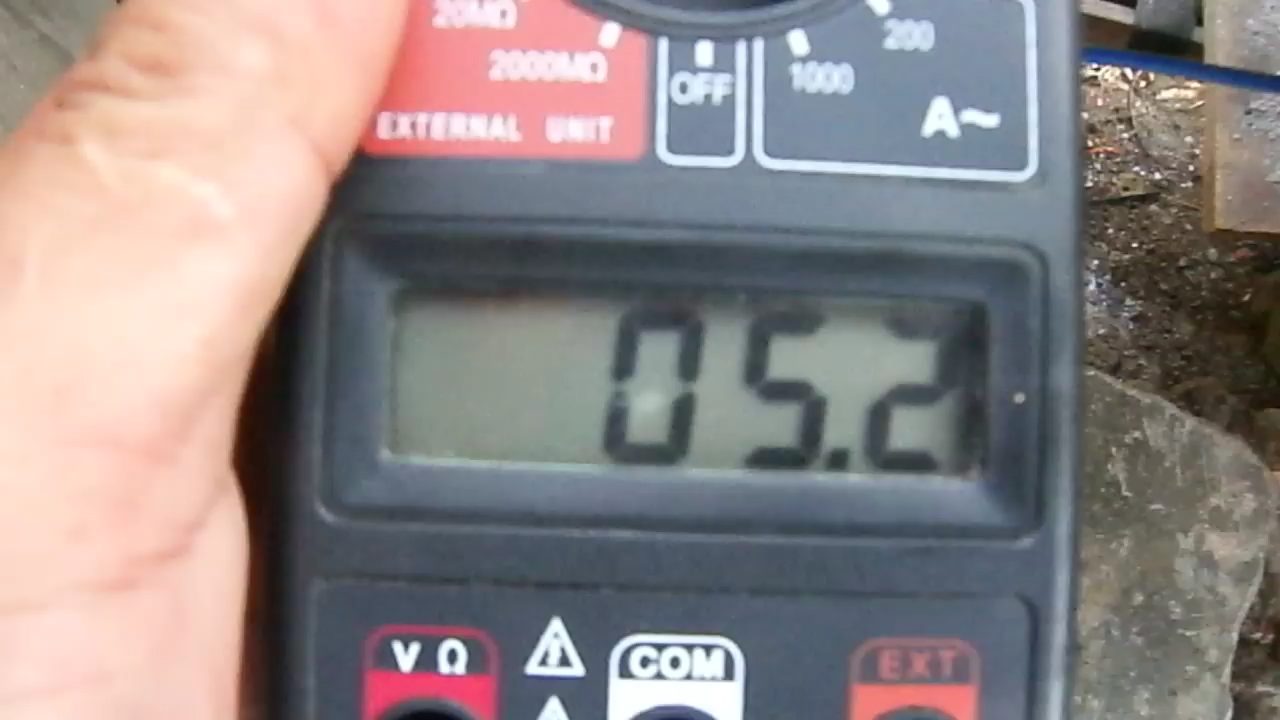 20MΩ
200
2000MΩ
OFF
1000
A~
EXTERNAL UNIT
05.2
V Ω
COM
EXT